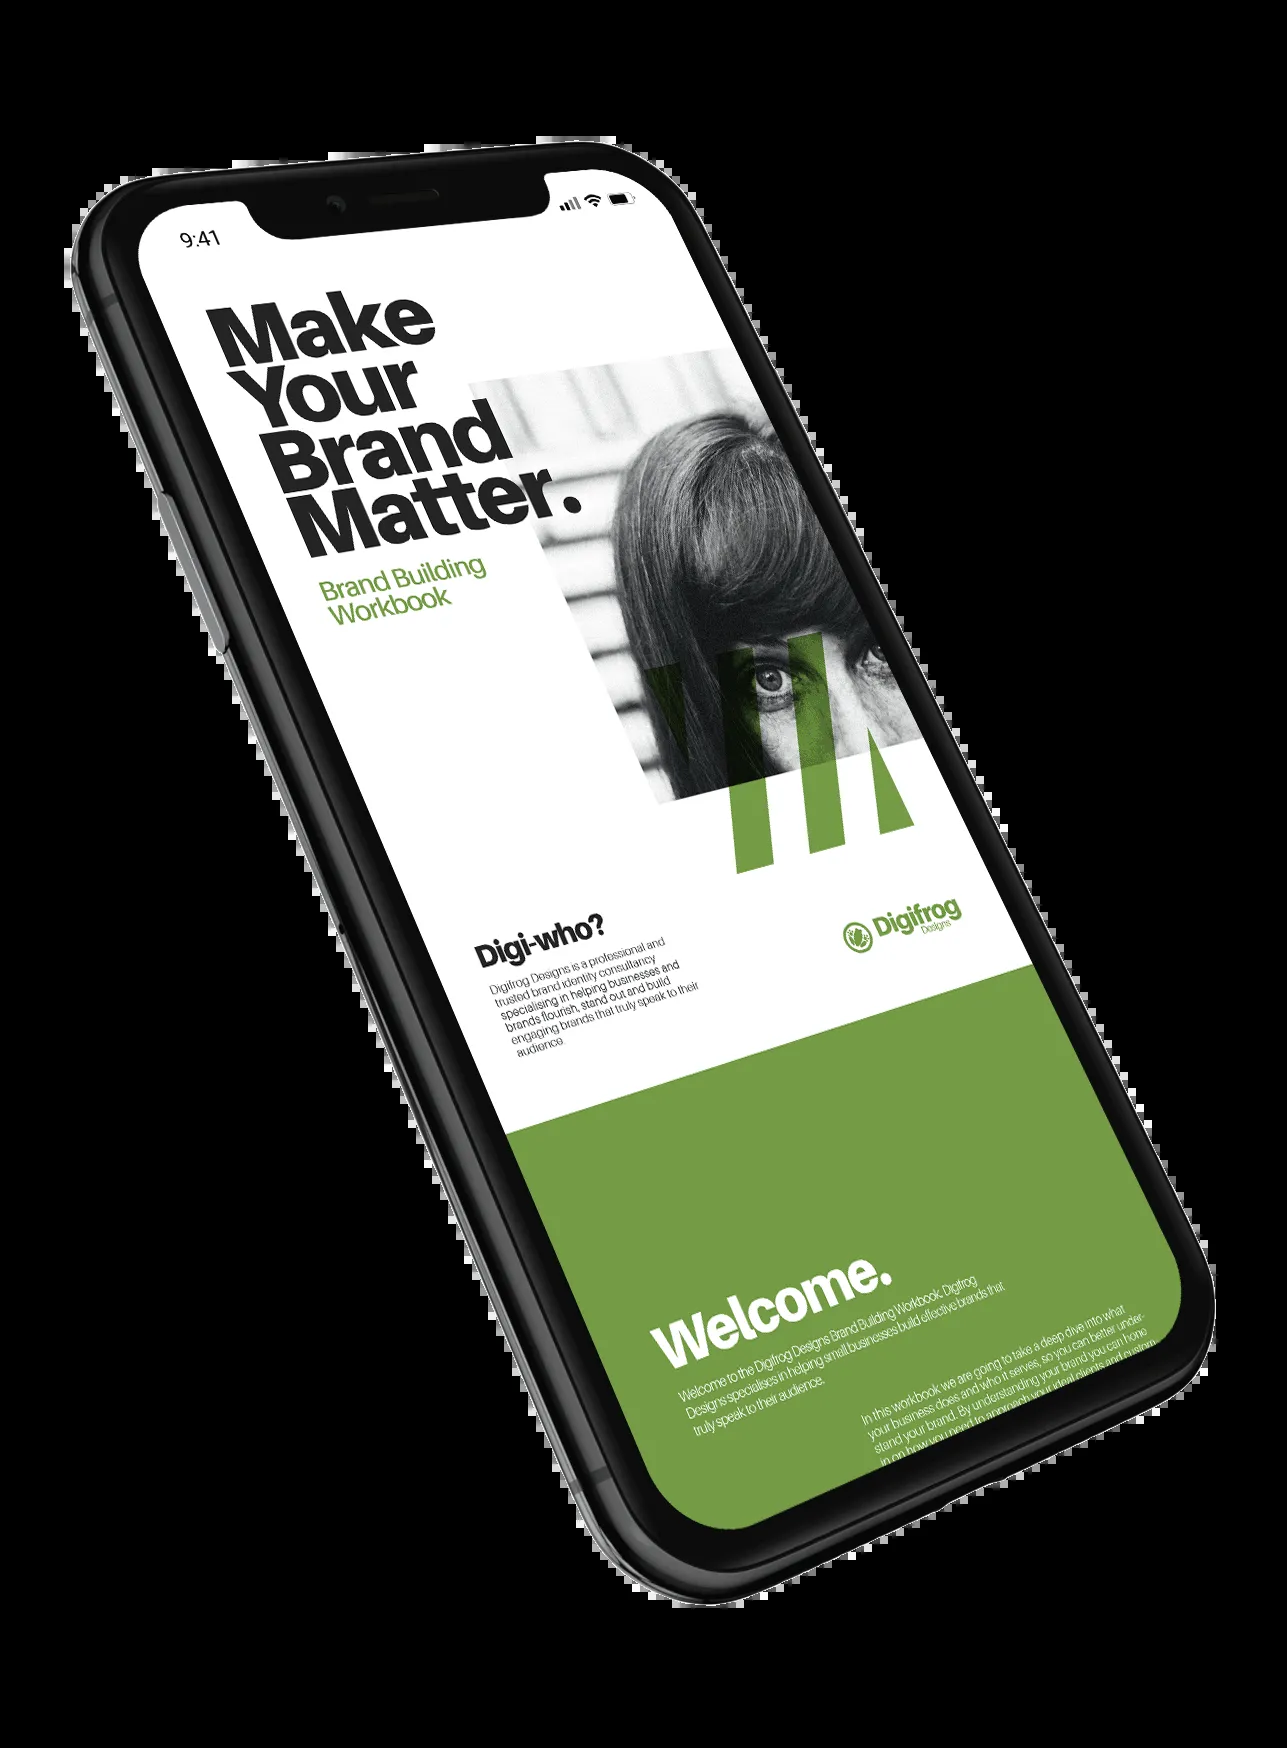 9:41
Make
Your
Brand
Matter.
Brand Building
Workbook
Digi-who?
Digifrog Designs is a professional and
trusted brand identity consultancy
specialising in helping businesses and
brands flourish, stand out and build
engaging brands that truly speak to their
audience
Digifrog
Designs
Welcome.
Welcome to the Digifrog Designs Brand Building Workbook. Digifrog
Designs specialises in helping small businesses build effective brands that
truly speak to their audience.
In this workbook we are going to take a deep dive into what
your business does and who it serves, so you can better under-
stand your brand. By understanding your brand you can hone
in on how you need to approach your ideal clients and custom